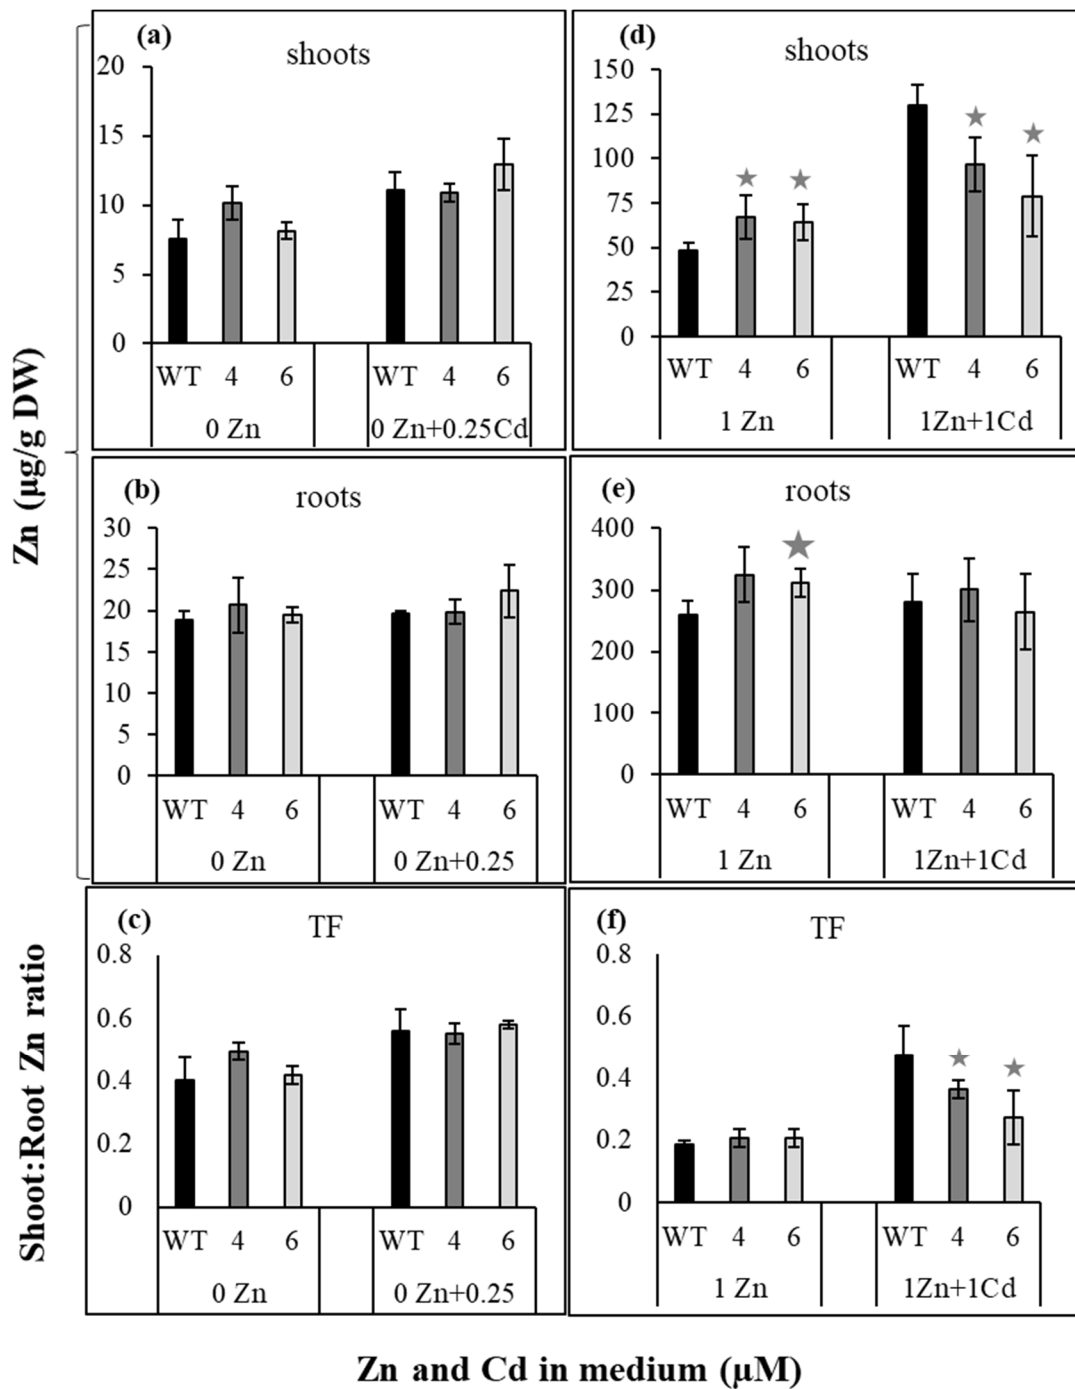 Zn (µg/g DW)
(a)
shoots
20
15
10
5
0
WT 4 6 WT 4 6
0 Zn 0 Zn+0.25Cd
(d)
shoots
150
125
100
75
50
25
0
WT 4 6 WT 4 6
1 Zn 1Zn+1Cd
(b)
roots
30
25
20
15
10
5
0
WT 4 6 WT 4 6
0 Zn 0 Zn+0.25
(e)
roots
400
300
200
100
0
WT 4 6 WT 4 6
1 Zn 1Zn+1Cd
Shoot:Root Zn ratio
(c)
TF
0.8
0.6
0.4
0.2
0
WT 4 6 WT 4 6
0 Zn 0 Zn+0.25
(f)
TF
0.8
0.6
0.4
0.2
0
WT 4 6 WT 4 6
1 Zn 1Zn+1Cd
Zn and Cd in medium (µM)